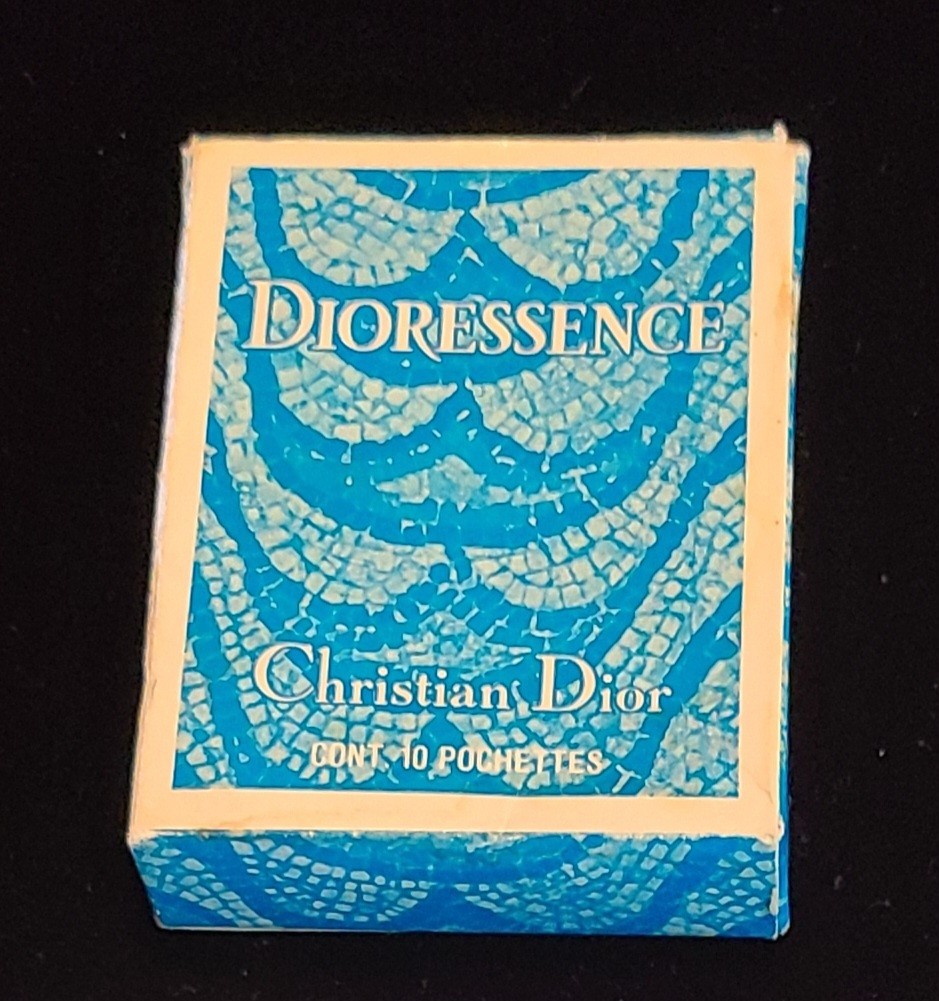 DIORESSENCE
Christian Dior
CONT. 10 POCHETTES